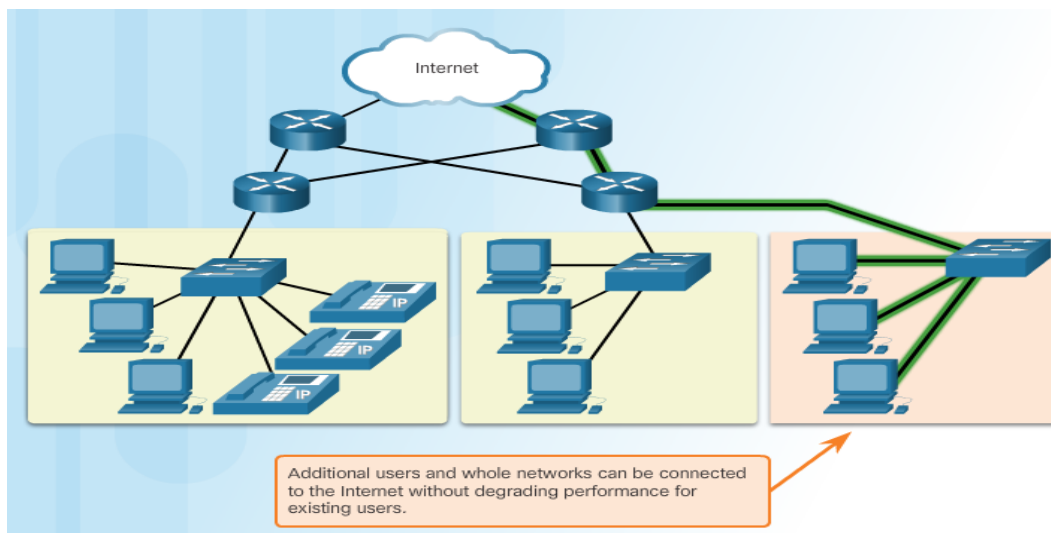 Internet
IP
IP
IP
Additional users and whole networks can be connected
to the Internet without degrading performance for
existing users.